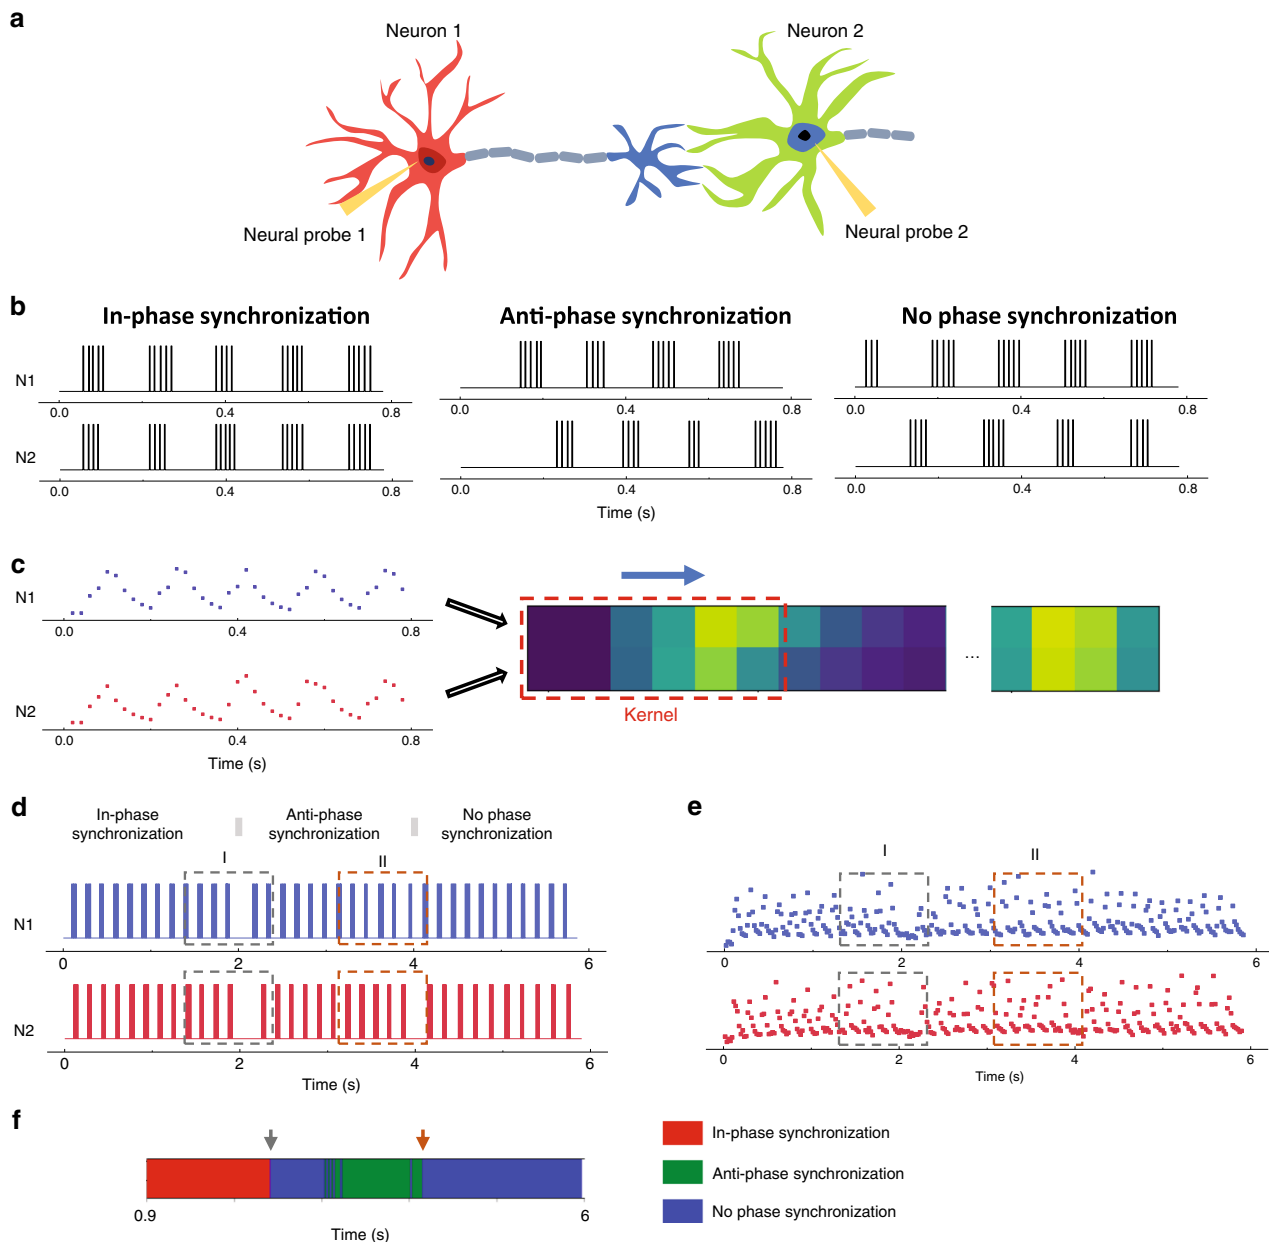 a
Neuron 1
Neuron 2
Neural probe 1
Neural probe 2
b
In-phase synchronization
Anti-phase synchronization
No phase synchronization
N1
0.0 0.4 0.8
0.0 0.4 0.8
0.0 0.4 0.8
N2
0.0 0.4 0.8
0.0 0.4 0.8
0.0 0.4 0.8
Time (s)
c
N1
0.0 0.4 0.8
N2
0.0 0.4 0.8
Time (s)
...
Kernel
d
In-phase
synchronization
Anti-phase
synchronization
No phase
synchronization
I
II
N1
0 2 4 6
N2
0 2 4 6
Time (s)
e
I
II
0 2 4 6
0 2 4 6
Time (s)
f
0.9 6
Time (s)
In-phase synchronization
Anti-phase synchronization
No phase synchronization